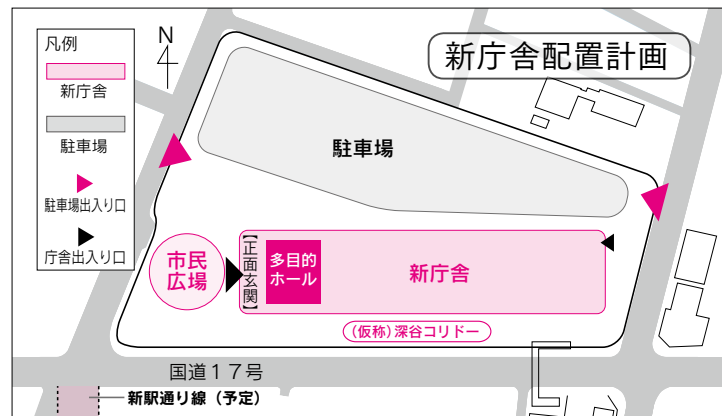 凡例
新庁舎
駐車場
駐車場出入り口
庁舎出入り口
N
新庁舎配置計画
駐車場
市民
広場
【正面玄関】
多目的
ホール
新庁舎
(仮称)深谷コリドー
国道17号
新駅通り線（予定）